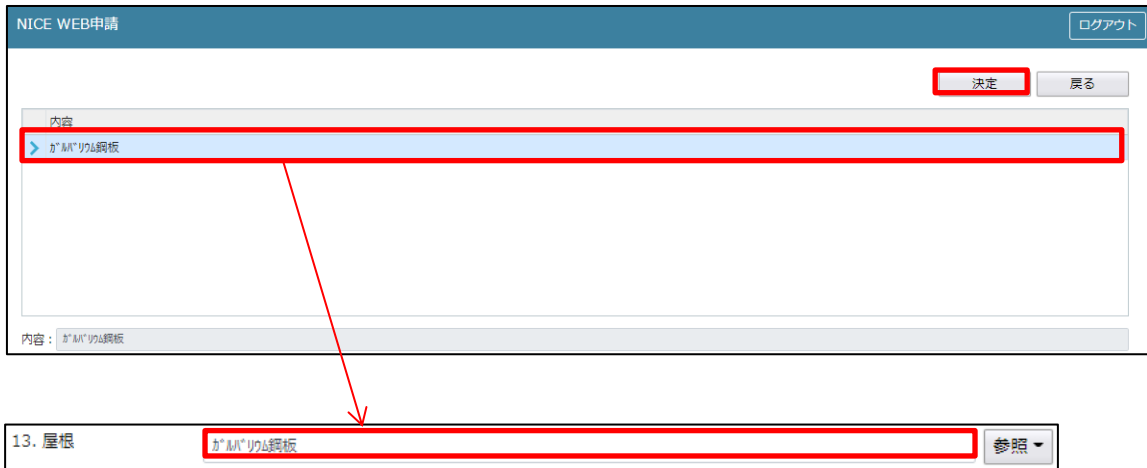 NICE WEB申請
ログアウト
決定
戻る
内容
ｶﾞﾙﾊﾞﾘｳﾑ鋼板
内容： ｶﾞﾙﾊﾞﾘｳﾑ鋼板
13. 屋根 ｶﾞﾙﾊﾞﾘｳﾑ鋼板 参照